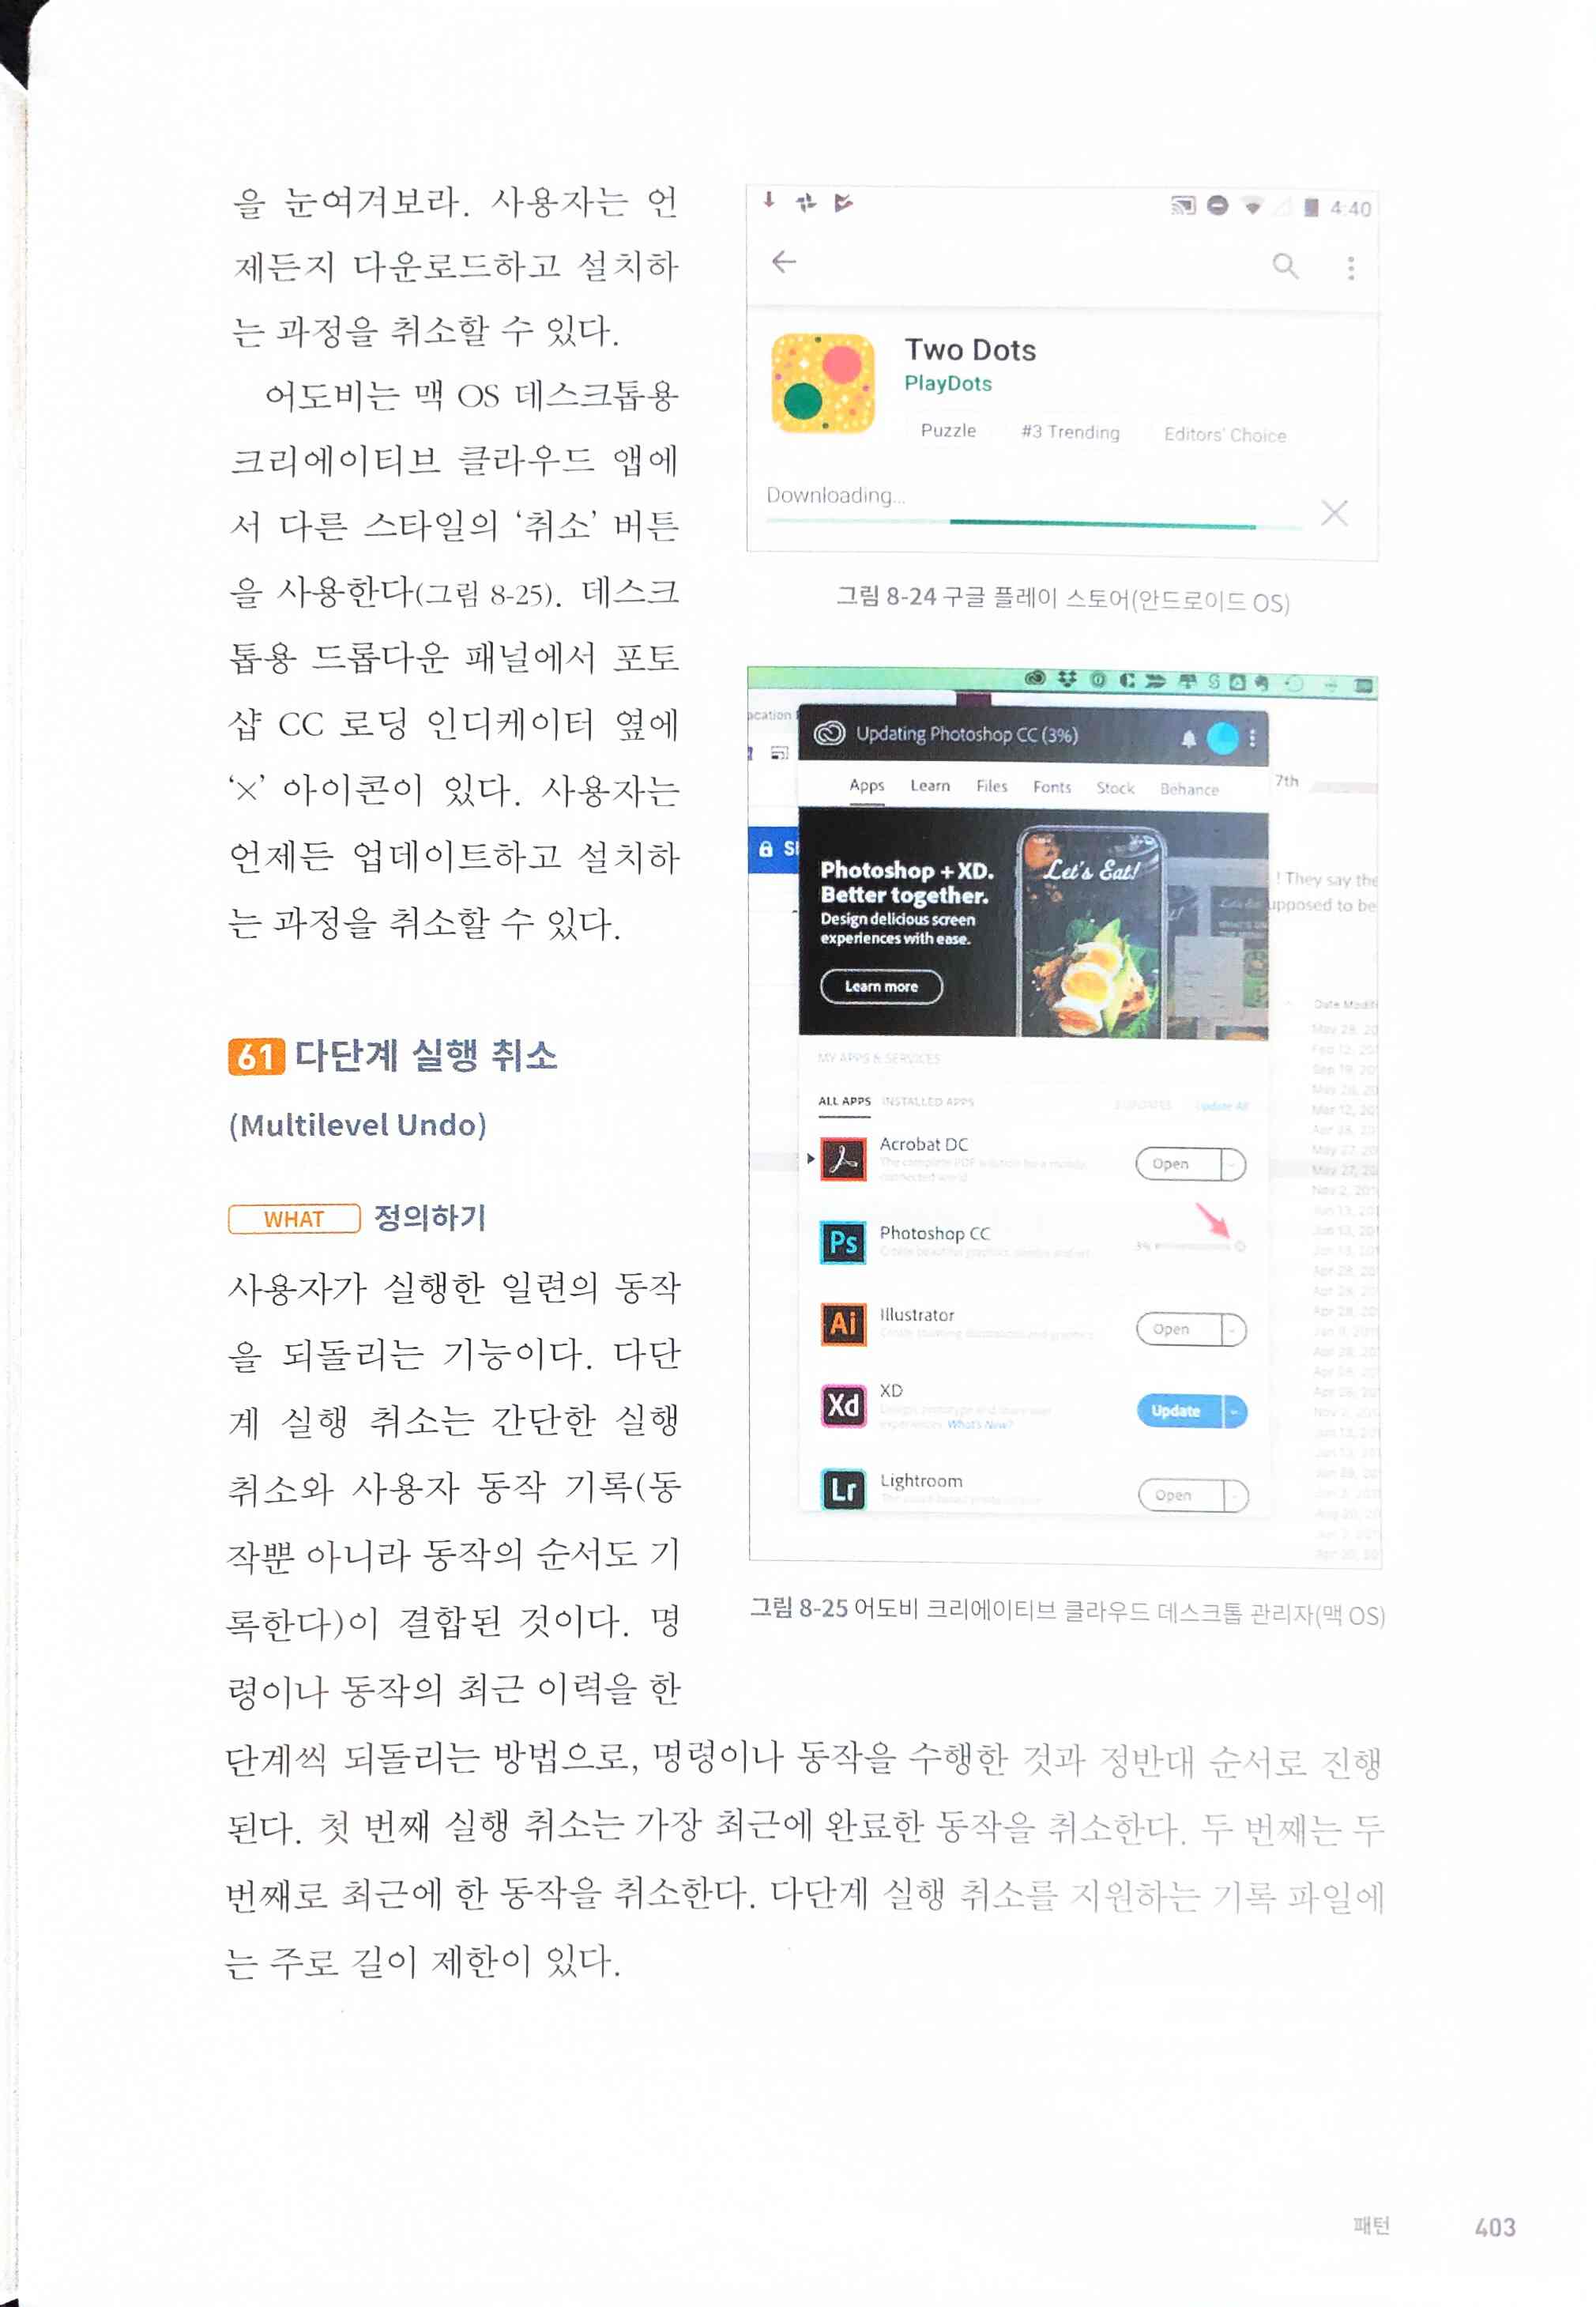 을 눈여겨보라. 사용자는 언
제든지 다운로드하고 설치하
는 과정을 취소할 수 있다.
어도비는 맥 OS 데스크톱용
크리에이티브 클라우드 앱에
서 다른 스타일의 ‘취소’ 버튼
을 사용한다(그림 8-25). 데스크
톱용 드롭다운 패널에서 포토
샵 CC 로딩 인디케이터 옆에
‘×’ 아이콘이 있다. 사용자는
언제든 업데이트하고 설치하
는 과정을 취소할 수 있다.
61 다단계 실행 취소
(Multilevel Undo)
WHAT 정의하기
사용자가 실행한 일련의 동작
을 되돌리는 기능이다. 다단
계 실행 취소는 간단한 실행
취소와 사용자 동작 기록(동
작뿐 아니라 동작의 순서도 기
록한다)이 결합된 것이다. 명
령이나 동작의 최근 이력을 한
단계씩 되돌리는 방법으로, 명령이나 동작을 수행한 것과 정반대 순서로 진행
된다. 첫 번째 실행 취소는 가장 최근에 완료한 동작을 취소한다. 두 번째는 두
번째로 최근에 한 동작을 취소한다. 다단계 실행 취소를 지원하는 기록 파일에
는 주로 길이 제한이 있다.
4:40
Two Dots
PlayDots
Puzzle #3 Trending Editors' Choice
Downloading...
그림 8-24 구글 플레이 스토어(안드로이드 OS)
Updating Photoshop CC (3%)
Apps Learn Files Fonts Stock Behance
7th
Photoshop + XD.
Better together.
Design delicious screen
experiences with ease.
Learn more
Let's Eat!
! They say the
upposed to be
MY APPS & SERVICES
ALL APPS INSTALLED APPS Update All
Acrobat DC
Open
Photoshop CC
3%
Illustrator
Open
XD
What's New?
Update
Lightroom
Open
그림 8-25 어도비 크리에이티브 클라우드 데스크톱 관리자(맥 OS)
패턴 403